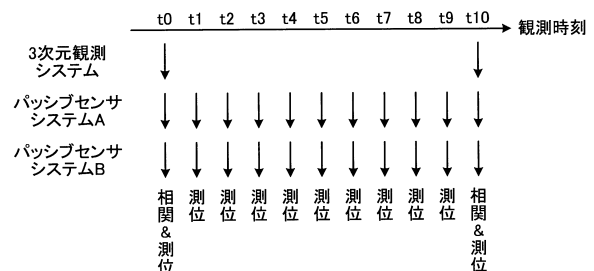 t0 t1 t2 t3 t4 t5 t6 t7 t8 t9 t10
観測時刻
3次元観測
システム
パッシブセンサ
システムA
パッシブセンサ
システムB
相関&測位 測位 測位 測位 測位 測位 測位 測位 測位 測位 相関&測位